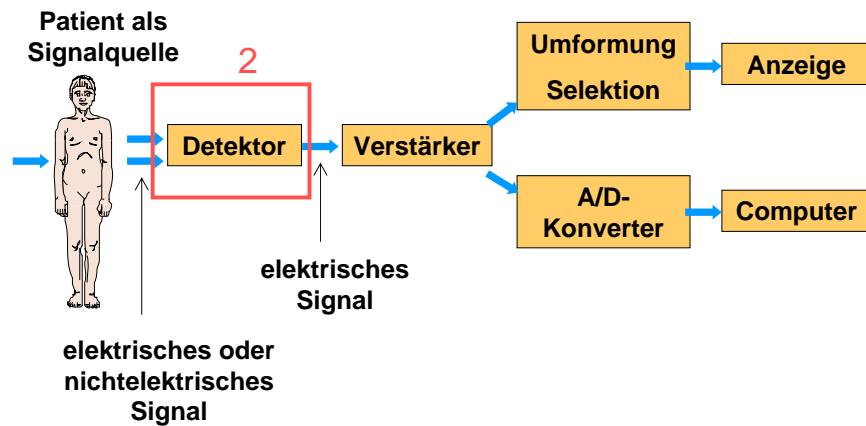 Patient als
Signalquelle
2
Detektor
Verstärker
Umformung
Selektion
Anzeige
A/D-
Konverter
Computer
elektrisches
Signal
elektrisches oder
nichtelektrisches
Signal